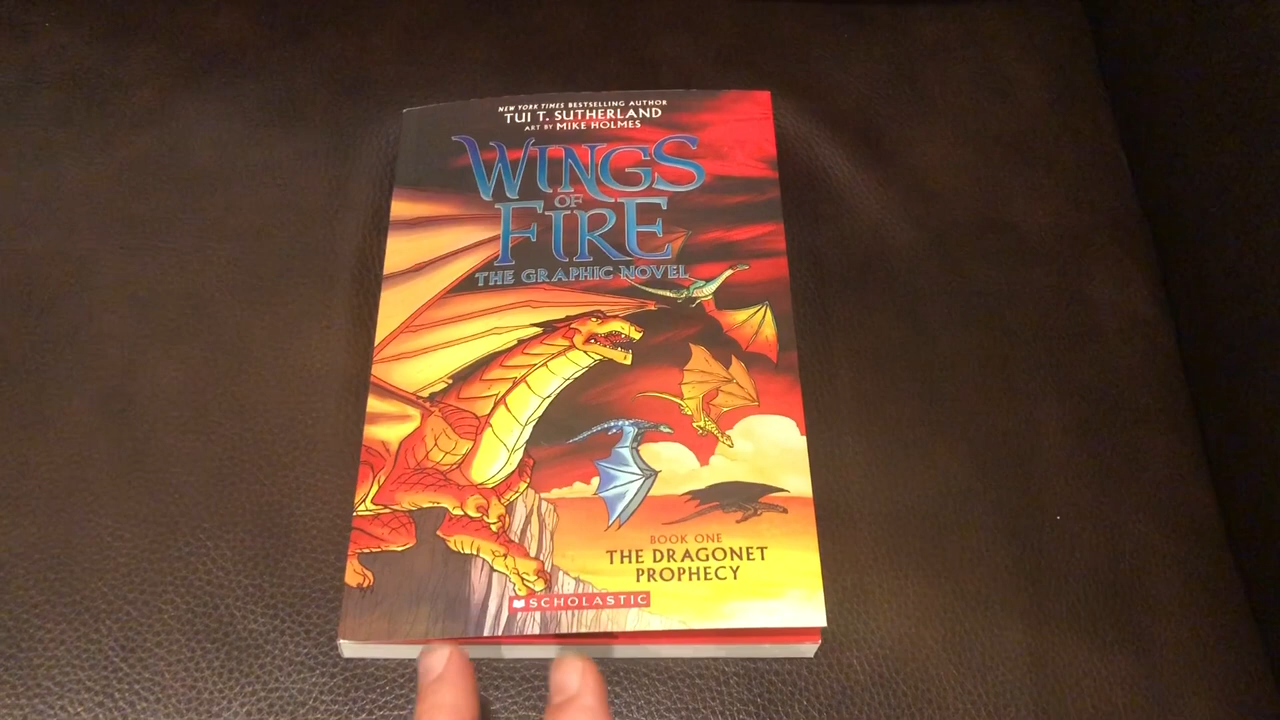 NEW YORK TIMES BESTSELLING AUTHOR
TUI T. SUTHERLAND
ART BY MIKE HOLMES
WINGS
OF
FIRE
THE GRAPHIC NOVEL
BOOK ONE
THE DRAGONET
PROPHECY
SCHOLASTIC